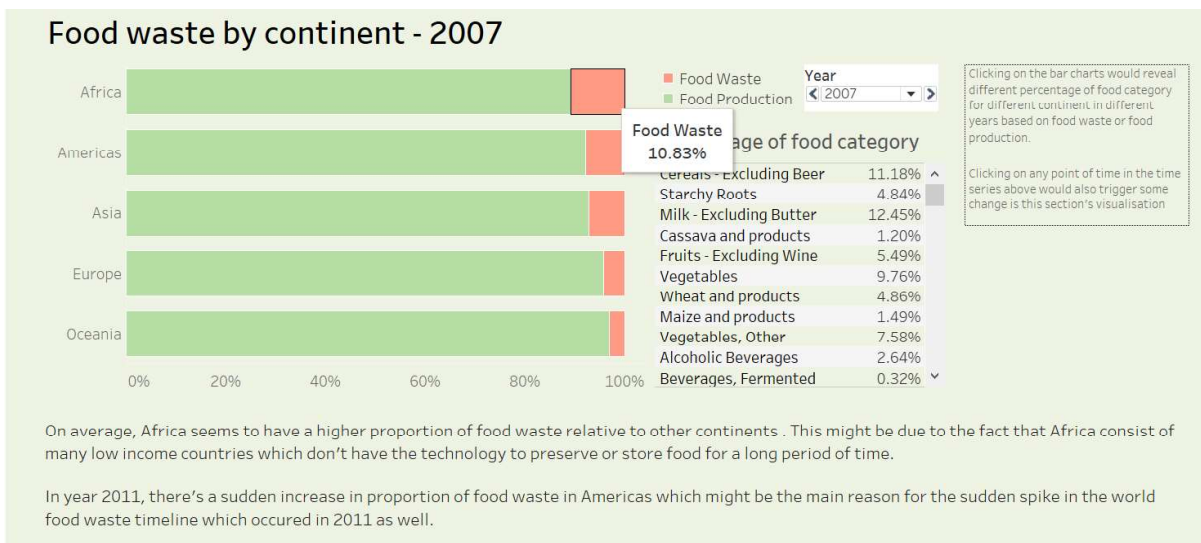 Food waste by continent - 2007
Africa
Americas
Asia
Europe
Oceania
0% 20% 40% 60% 80% 100%
Food Waste
Food Production
Year
2007
Food Waste
10.83%
age of food category
Cereals - Excluding Beer 11.18%
Starchy Roots 4.84%
Milk - Excluding Butter 12.45%
Cassava and products 1.20%
Fruits - Excluding Wine 5.49%
Vegetables 9.76%
Wheat and products 4.86%
Maize and products 1.49%
Vegetables, Other 7.58%
Alcoholic Beverages 2.64%
Beverages, Fermented 0.32%
Clicking on the bar charts would reveal
different percentage of food category
for different continent in different
years based on food waste or food
production.
Clicking on any point of time in the time
series above would also trigger some
change is this section's visualisation
On average, Africa seems to have a higher proportion of food waste relative to other continents . This might be due to the fact that Africa consist of
many low income countries which don't have the technology to preserve or store food for a long period of time.
In year 2011, there's a sudden increase in proportion of food waste in Americas which might be the main reason for the sudden spike in the world
food waste timeline which occured in 2011 as well.